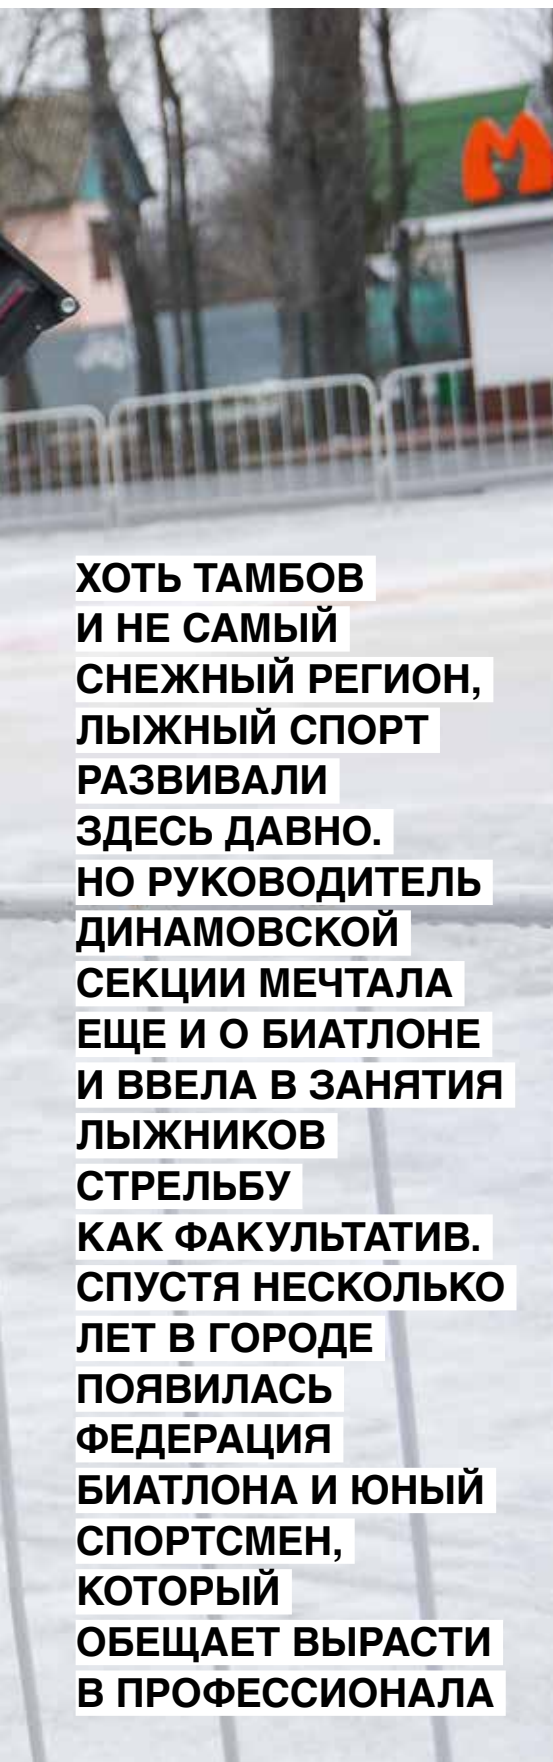 М
ХОТЬ ТАМБОВ
И НЕ САМЫЙ
СНЕЖНЫЙ РЕГИОН,
ЛЫЖНЫЙ СПОРТ
РАЗВИВАЛИ
ЗДЕСЬ ДАВНО.
НО РУКОВОДИТЕЛЬ
ДИНАМОВСКОЙ
СЕКЦИИ МЕЧТАЛА
ЕЩЕ И О БИАТЛОНЕ
И ВВЕЛА В ЗАНЯТИЯ
ЛЫЖНИКОВ
СТРЕЛЬБУ
КАК ФАКУЛЬТАТИВ.
СПУСТЯ НЕСКОЛЬКО
ЛЕТ В ГОРОДЕ
ПОЯВИЛАСЬ
ФЕДЕРАЦИЯ
БИАТЛОНА И ЮНЫЙ
СПОРТСМЕН,
КОТОРЫЙ
ОБЕЩАЕТ ВЫРАСТИ
В ПРОФЕССИОНАЛА